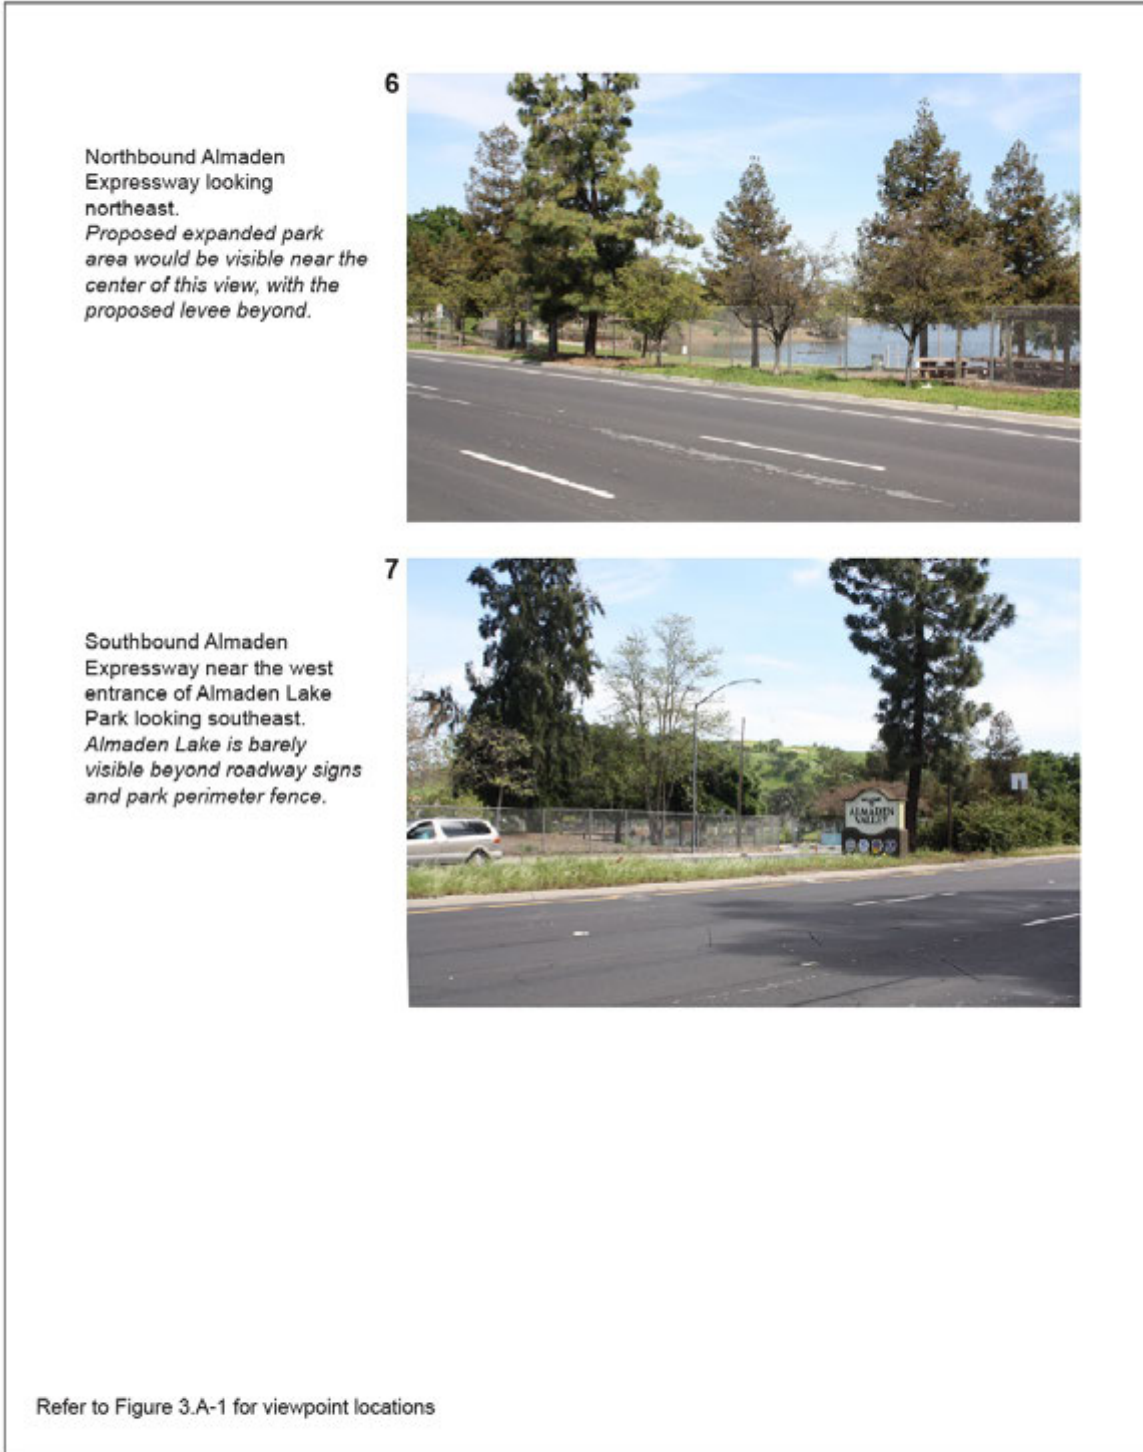 6
Northbound Almaden
Expressway looking
northeast.
Proposed expanded park
area would be visible near the
center of this view, with the
proposed levee beyond.
7
Southbound Almaden
Expressway near the west
entrance of Almaden Lake
Park looking southeast.
Almaden Lake is barely
visible beyond roadway signs
and park perimeter fence.
ALMADEN
VALLEY
Refer to Figure 3.A-1 for viewpoint locations